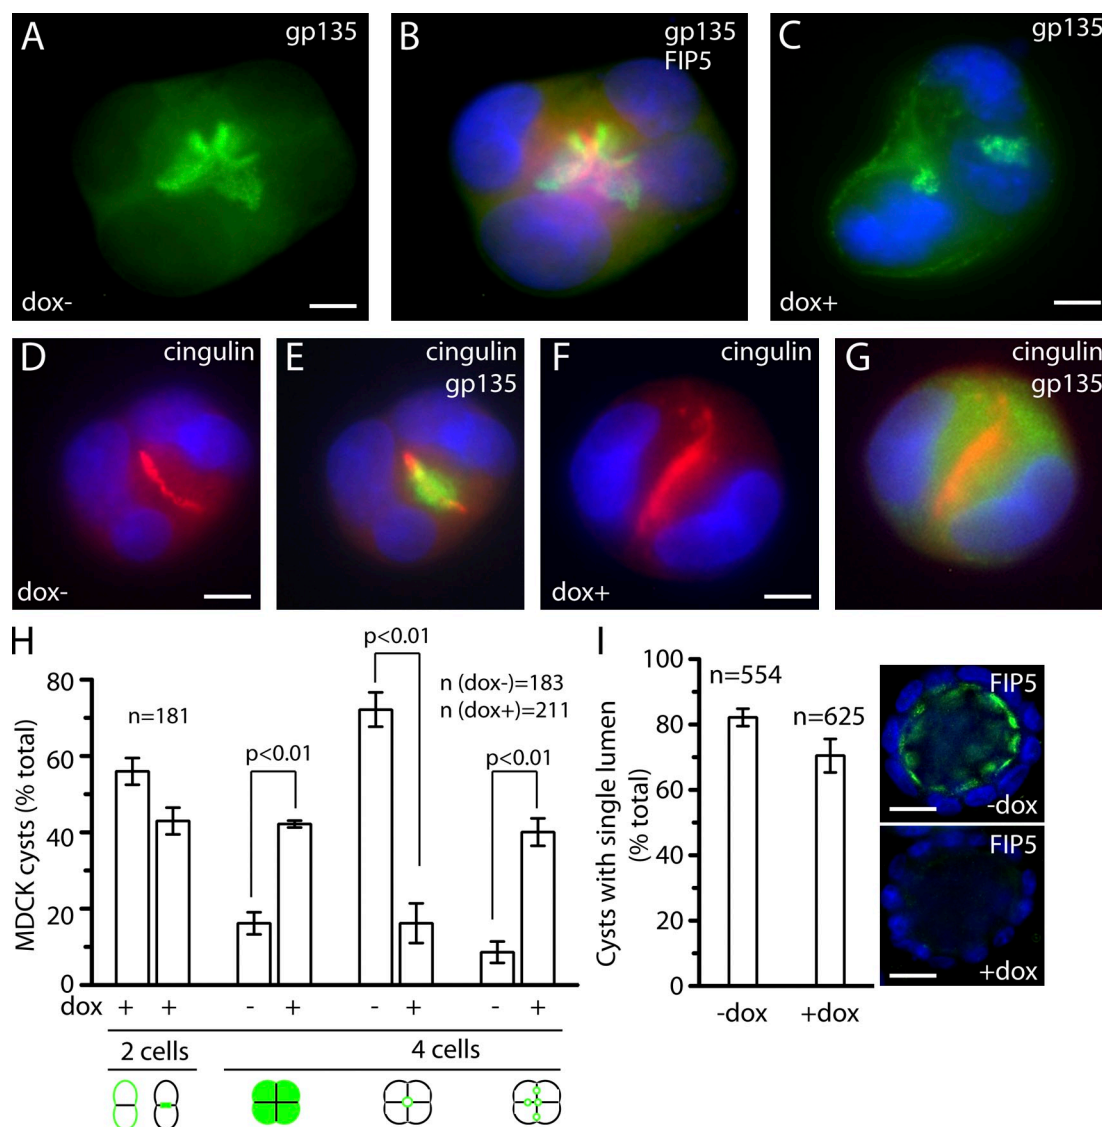 A
gp135
dox-
B
gp135
FIP5
C
gp135
dox+
D
cingulin
dox-
E
cingulin
gp135
F
cingulin
dox+
G
cingulin
gp135
H
MDCK cysts (% total)
80
60
40
20
0
n=181
p<0.01
p<0.01
n (dox-)=183
n (dox+)=211
p<0.01
dox + + - + - + - +
2 cells
4 cells
I
Cysts with single lumen
(% total)
100
80
60
40
20
0
n=554
n=625
-dox
+dox
FIP5
-dox
FIP5
+dox